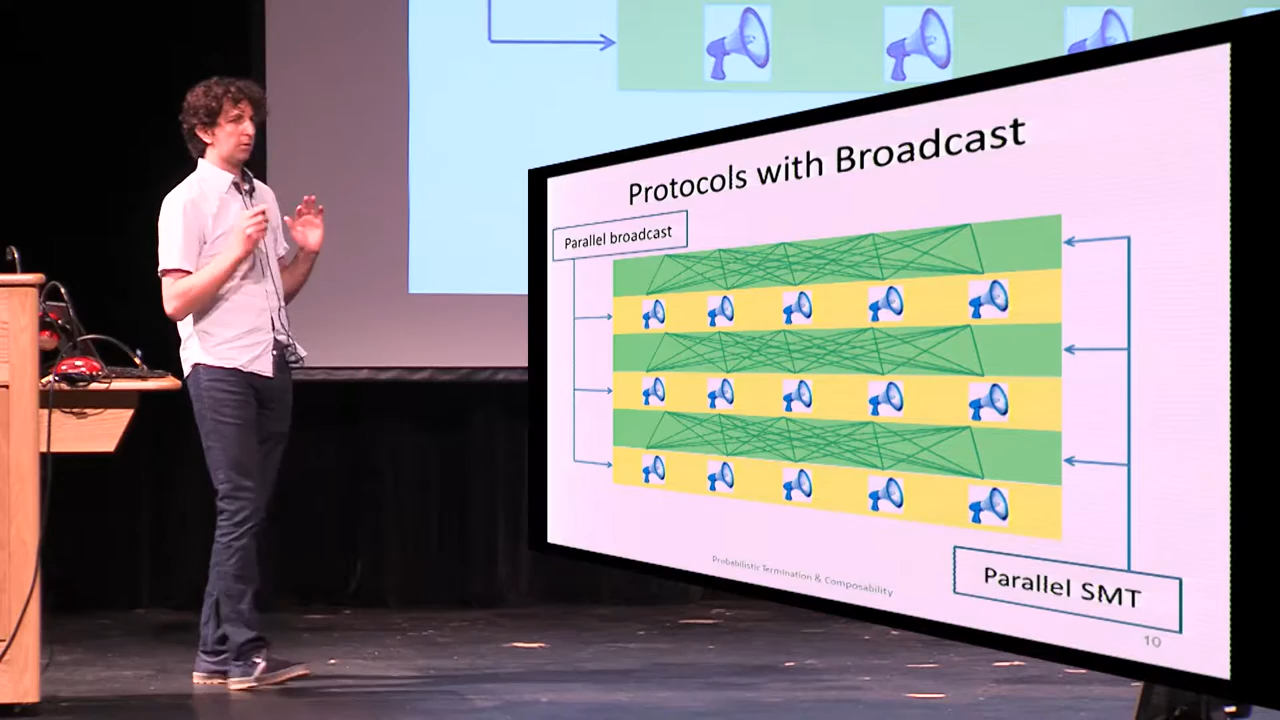 Protocols with Broadcast
Parallel broadcast
Probabilistic Termination & Composability
Parallel SMT
10